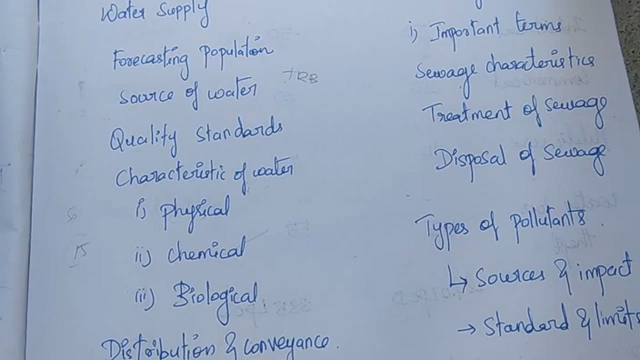 Water Supply
Forecasting Population
Source of water
Quality Standards
Characteristic of water
i) Physical
ii) Chemical
iii) Biological
Distribution & conveyance.
i) Important terms
Sewage characteristics
Treatment of sewage
Disposal of sewage
Types of pollutants.
↳ Sources & impact
→ Standard & limits